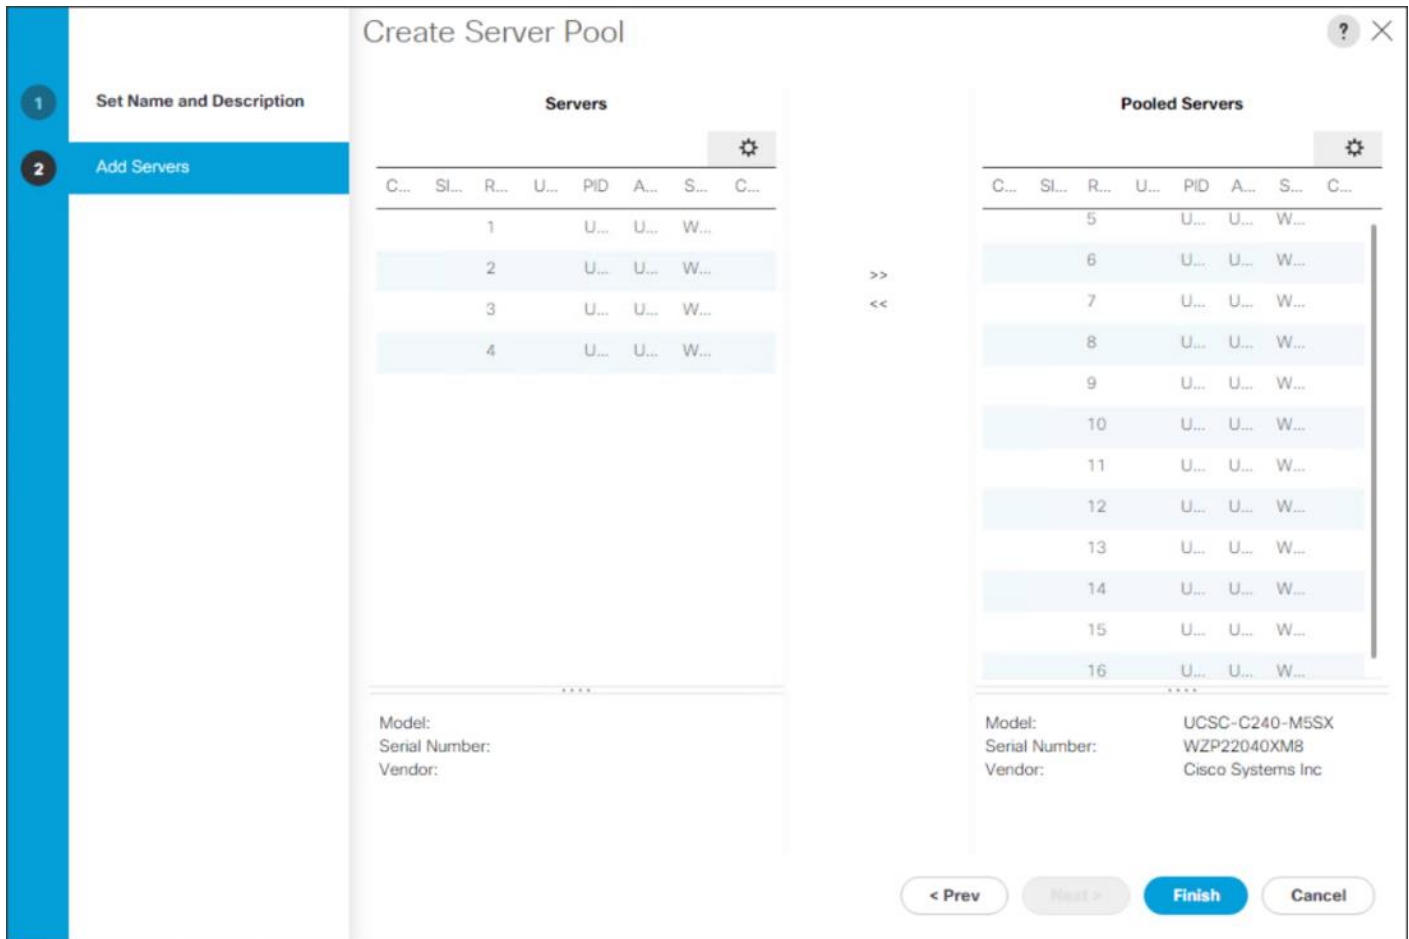 Create Server Pool
?
1 Set Name and Description
2 Add Servers
Servers
C... Sl... R... U... PID A... S... C...
1 U... U... W...
2 U... U... W...
3 U... U... W...
4 U... U... W...
Model:
Serial Number:
Vendor:
>>
<<
Pooled Servers
C... Sl... R... U... PID A... S... C...
5 U... U... W...
6 U... U... W...
7 U... U... W...
8 U... U... W...
9 U... U... W...
10 U... U... W...
11 U... U... W...
12 U... U... W...
13 U... U... W...
14 U... U... W...
15 U... U... W...
16 U... U... W...
Model: UCSC-C240-M5SX
Serial Number: WZP22040XM8
Vendor: Cisco Systems Inc
< Prev Next > Finish Cancel